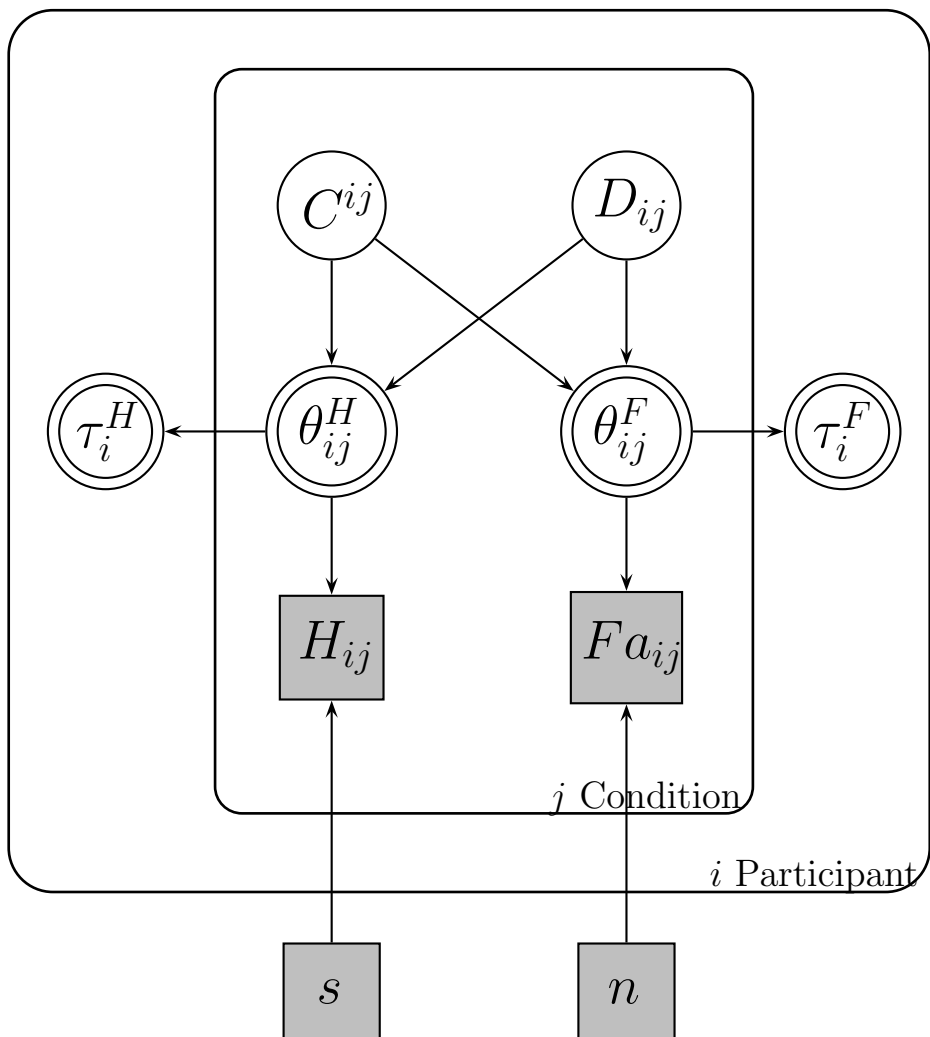 C^{ij} D_{ij}
τ_i^H θ_{ij}^H θ_{ij}^F τ_i^F
H_{ij} Fa_{ij}
j Condition
i Participant
s n